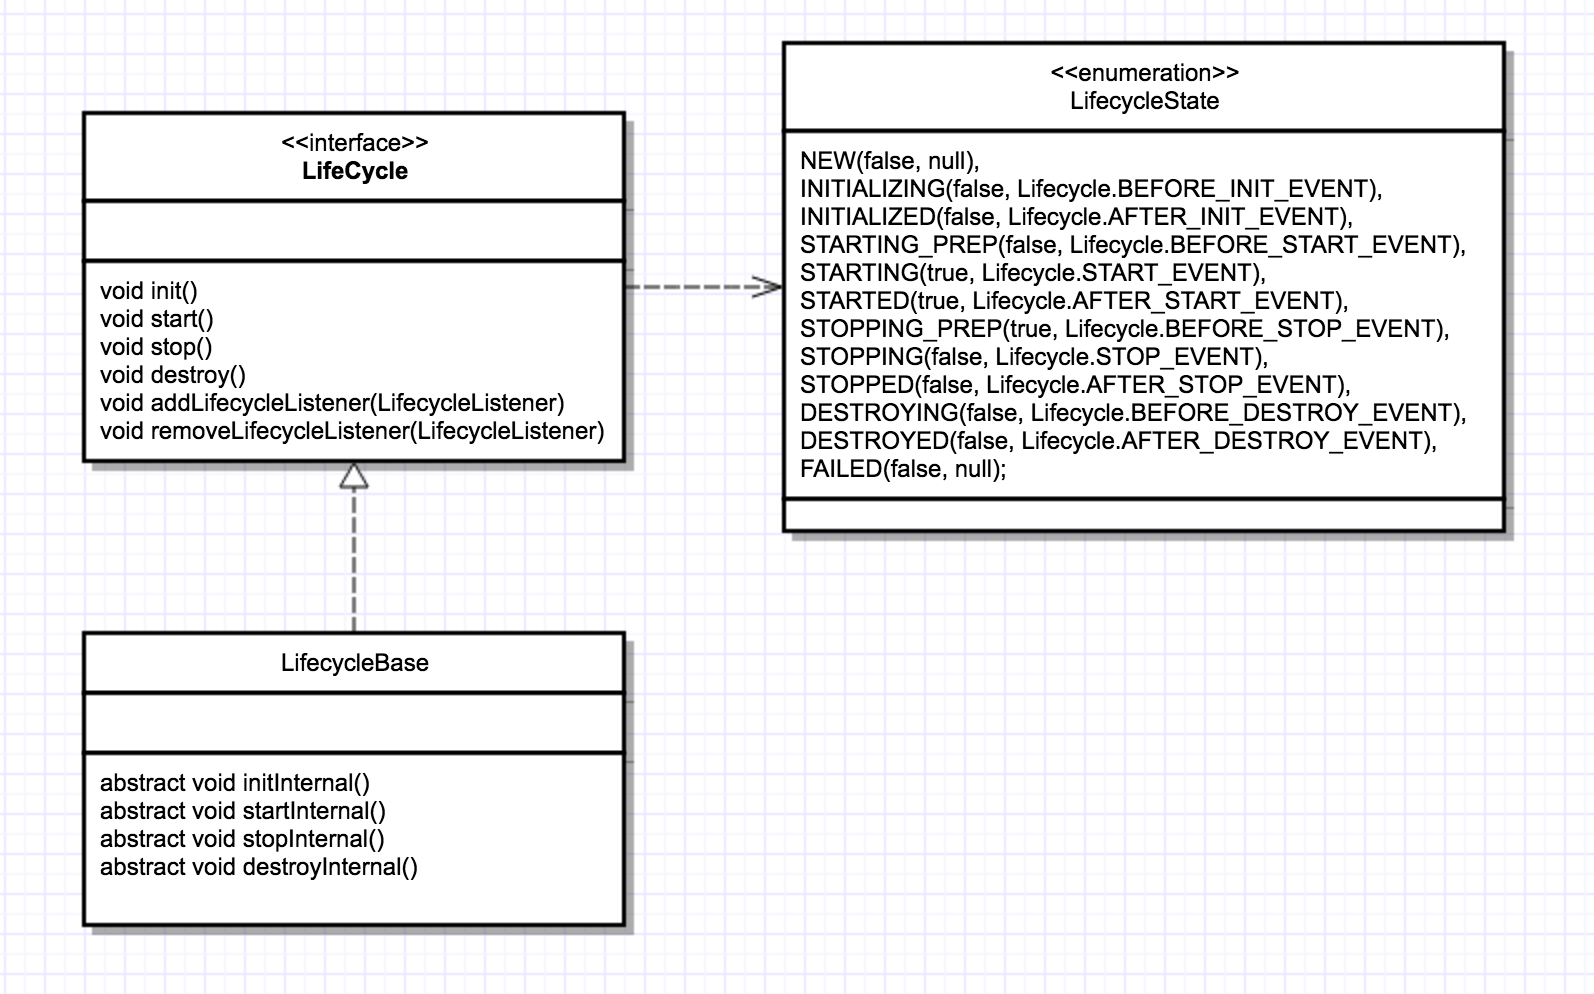 <<interface>>
LifeCycle
void init()
void start()
void stop()
void destroy()
void addLifecycleListener(LifecycleListener)
void removeLifecycleListener(LifecycleListener)
<<enumeration>>
LifecycleState
NEW(false, null),
INITIALIZING(false, Lifecycle.BEFORE_INIT_EVENT),
INITIALIZED(false, Lifecycle.AFTER_INIT_EVENT),
STARTING_PREP(false, Lifecycle.BEFORE_START_EVENT),
STARTING(true, Lifecycle.START_EVENT),
STARTED(true, Lifecycle.AFTER_START_EVENT),
STOPPING_PREP(true, Lifecycle.BEFORE_STOP_EVENT),
STOPPING(false, Lifecycle.STOP_EVENT),
STOPPED(false, Lifecycle.AFTER_STOP_EVENT),
DESTROYING(false, Lifecycle.BEFORE_DESTROY_EVENT),
DESTROYED(false, Lifecycle.AFTER_DESTROY_EVENT),
FAILED(false, null);
LifecycleBase
abstract void initInternal()
abstract void startInternal()
abstract void stopInternal()
abstract void destroyInternal()